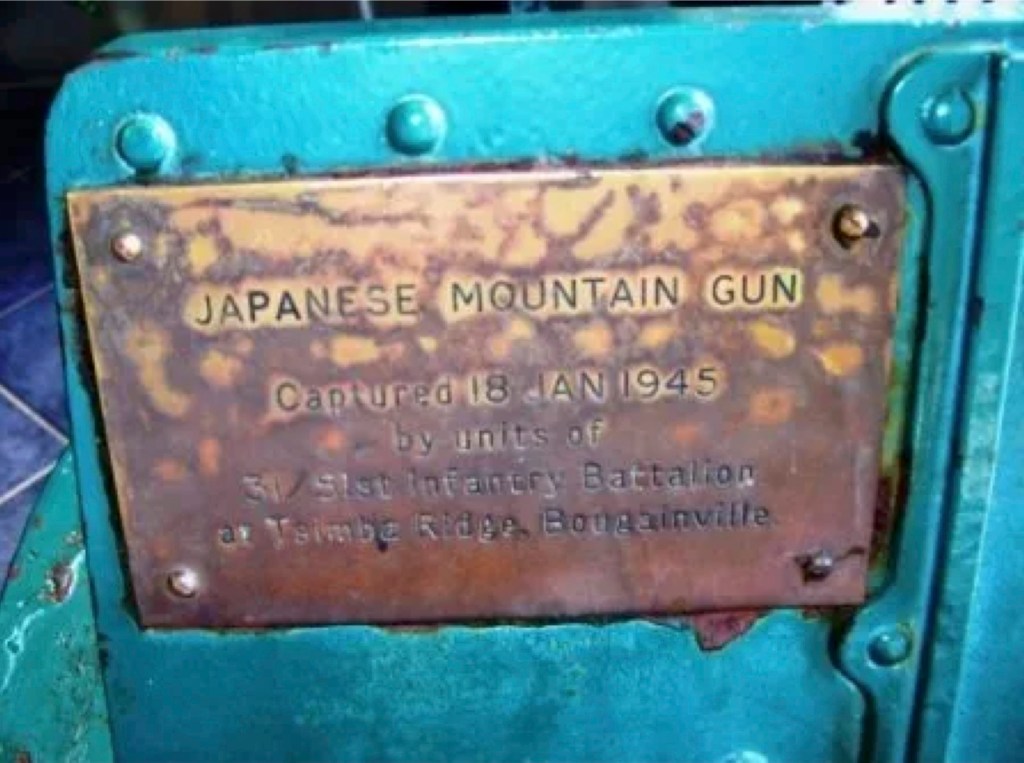 JAPANESE MOUNTAIN GUN
Captured 18 JAN 1945
by units of
31/51st Infantry Battalion
at Tsimba Ridge, Bougainville